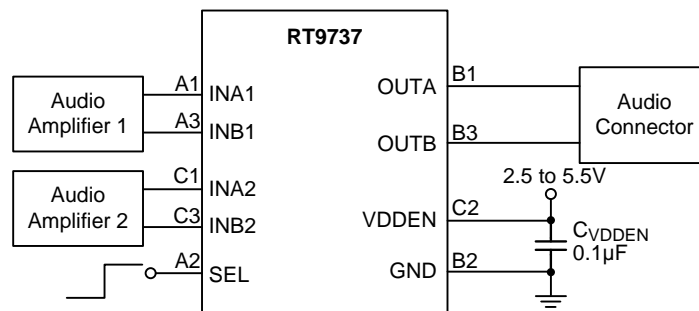 RT9737
Audio
Amplifier 1
A1
INA1
A3
INB1
Audio
Amplifier 2
C1
INA2
C3
INB2
A2
SEL
OUTA
B1
OUTB
B3
Audio
Connector
2.5 to 5.5V
VDDEN
C2
CVDDEN
0.1µF
GND
B2